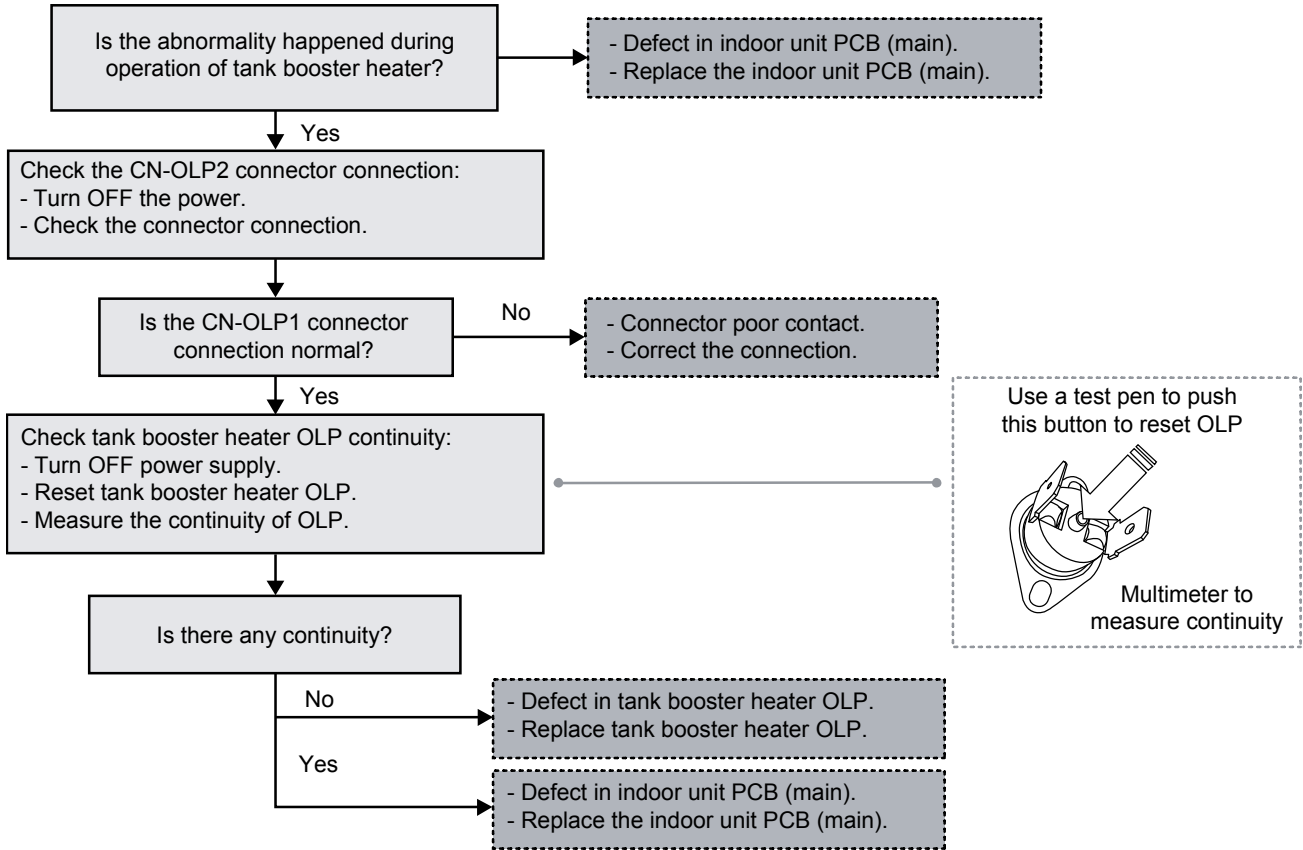 Is the abnormality happened during
operation of tank booster heater?
- Defect in indoor unit PCB (main).
- Replace the indoor unit PCB (main).
Yes
Check the CN-OLP2 connector connection:
- Turn OFF the power.
- Check the connector connection.
Is the CN-OLP1 connector
connection normal?
No
- Connector poor contact.
- Correct the connection.
Yes
Check tank booster heater OLP continuity:
- Turn OFF power supply.
- Reset tank booster heater OLP.
- Measure the continuity of OLP.
Use a test pen to push
this button to reset OLP
Multimeter to
measure continuity
Is there any continuity?
No
- Defect in tank booster heater OLP.
- Replace tank booster heater OLP.
Yes
- Defect in indoor unit PCB (main).
- Replace the indoor unit PCB (main).